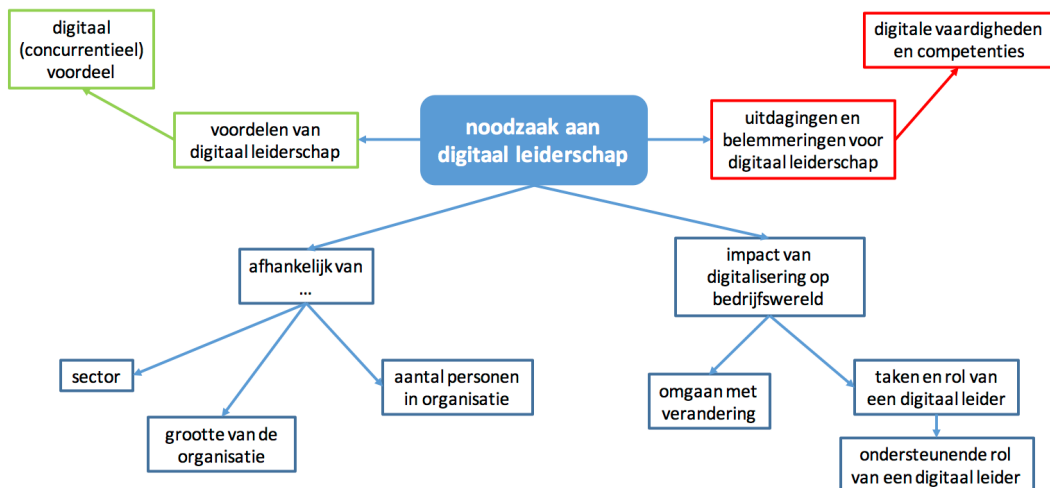 digitaal
(concurrentieel)
voordeel
digitale vaardigheden
en competenties
voordelen van
digitaal leiderschap
noodzaak aan
digitaal leiderschap
uitdagingen en
belemmeringen voor
digitaal leiderschap
afhankelijk van
...
impact van
digitalisering op
bedrijfswereld
sector
grootte van de
organisatie
aantal personen
in organisatie
omgaan met
verandering
taken en rol van
een digitaal leider
ondersteunende rol
van een digitaal leider